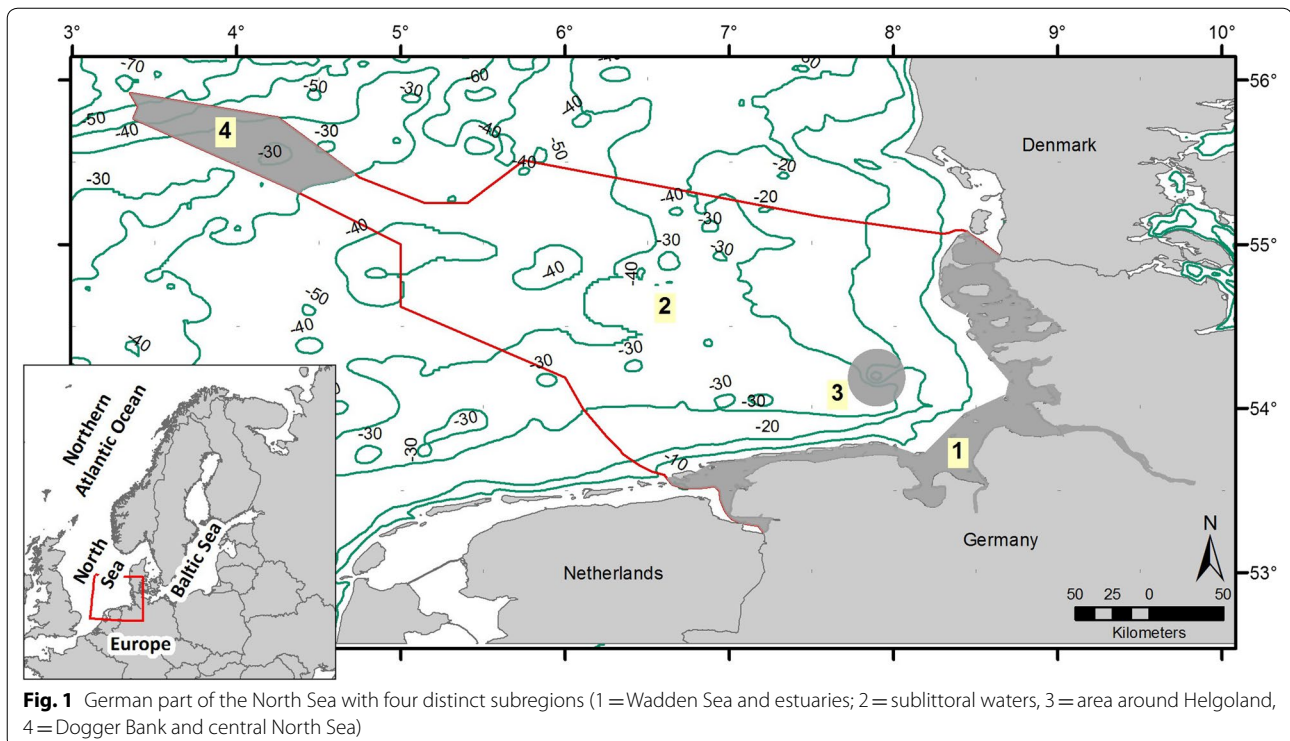 3° 4° 5° 6° 7° 8° 9° 10°
-70 -60 56°
-50 -30
-50 -40
-40 4 -30 -40 -50 Denmark
-30 -40 -20
-30 -40 -20
-40 -30 55°
-30 -30
-40 -40
-50 2
-40 -40
-30 -30
3
-30 -30 54°
-30 -30 -20
-10 1
Germany N
Netherlands 53°
50 25 0 50
Kilometers
Northern
Atlantic Ocean
North
Sea
Baltic Sea
Europe
Fig. 1 German part of the North Sea with four distinct subregions (1 = Wadden Sea and estuaries; 2 = sublittoral waters, 3 = area around Helgoland,
4 = Dogger Bank and central North Sea)